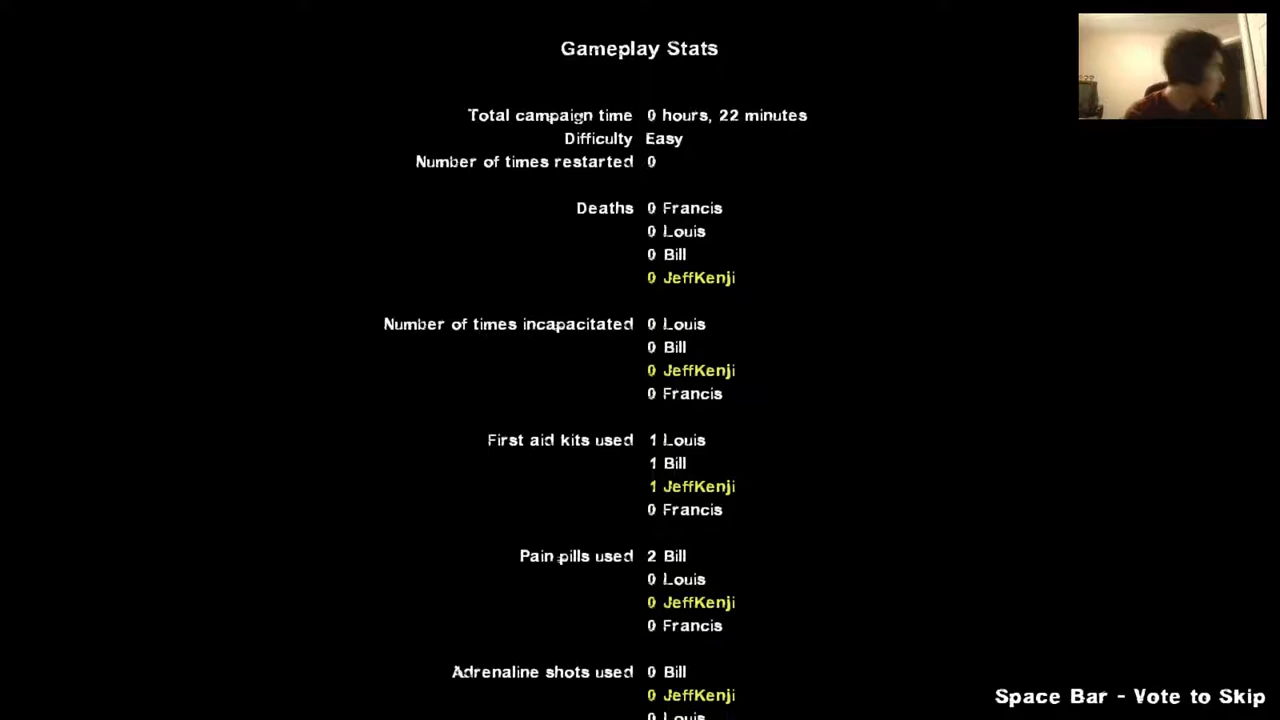 Gameplay Stats
Total campaign time 0 hours, 22 minutes
Difficulty Easy
Number of times restarted 0
Deaths 0 Francis
0 Louis
0 Bill
0 JeffKenji
Number of times incapacitated 0 Louis
0 Bill
0 JeffKenji
0 Francis
First aid kits used 1 Louis
1 Bill
1 JeffKenji
0 Francis
Pain pills used 2 Bill
0 Louis
0 JeffKenji
0 Francis
Adrenaline shots used 0 Bill
0 JeffKenji
0 Louis
Space Bar - Vote to Skip